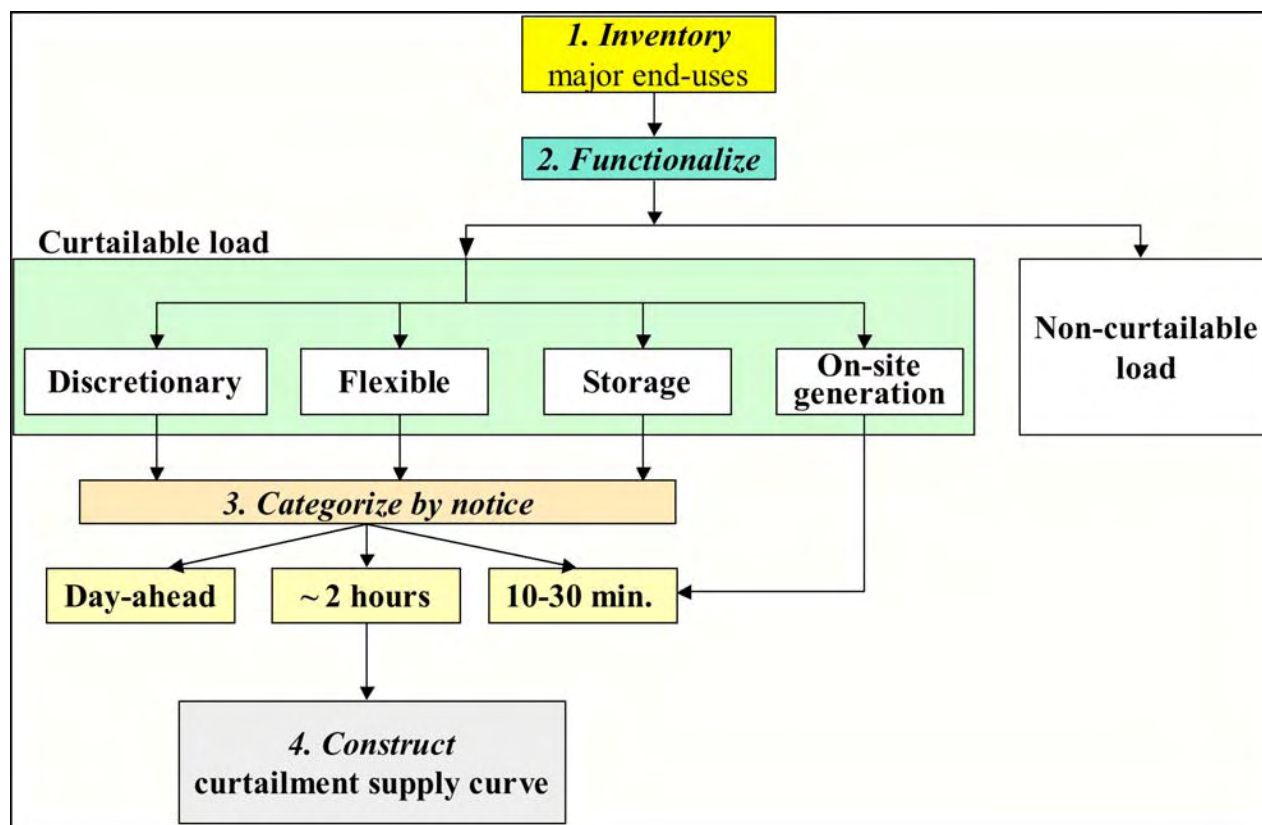 1. Inventory
major end-uses
2. Functionalize
Curtailable load
Non-curtailable
load
Discretionary
Flexible
Storage
On-site
generation
3. Categorize by notice
Day-ahead
~ 2 hours
10-30 min.
4. Construct
curtailment supply curve